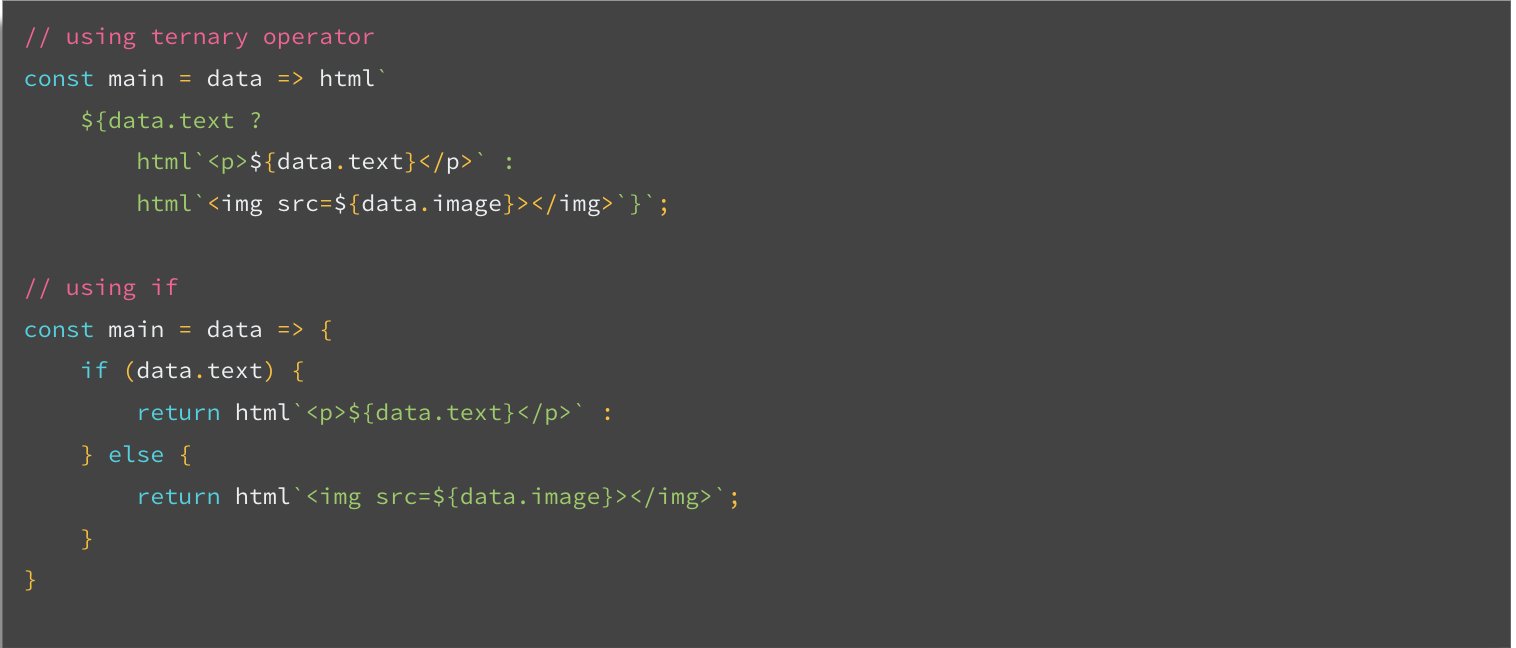 // using ternary operator
const main = data => html`
    ${data.text ?
        html`<p>${data.text}</p>` :
        html`<img src=${data.image}></img>`}`;

// using if
const main = data => {
    if (data.text) {
        return html`<p>${data.text}</p>` :
    } else {
        return html`<img src=${data.image}></img>`;
    }
}